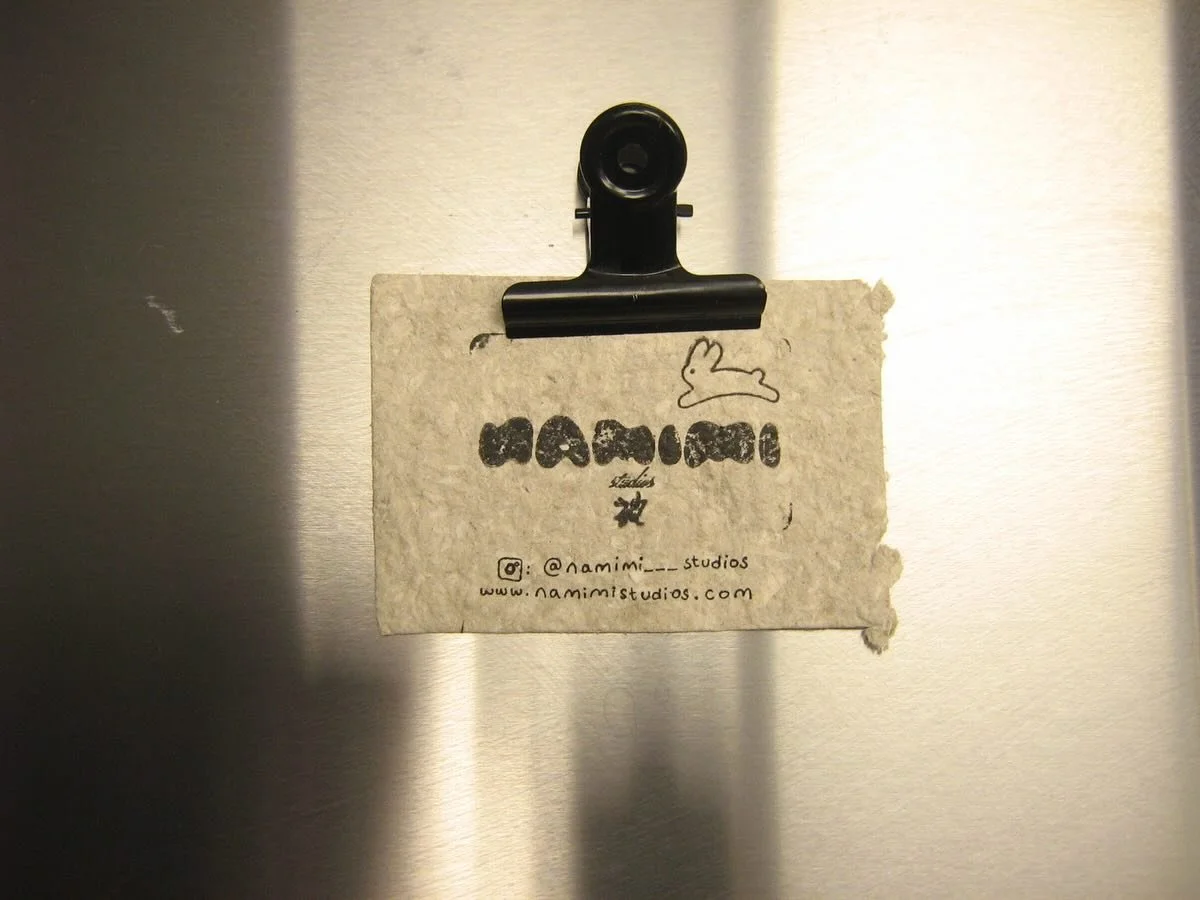 NAMIMI
studios
波
: @namimi___studios
www.namimistudios.com